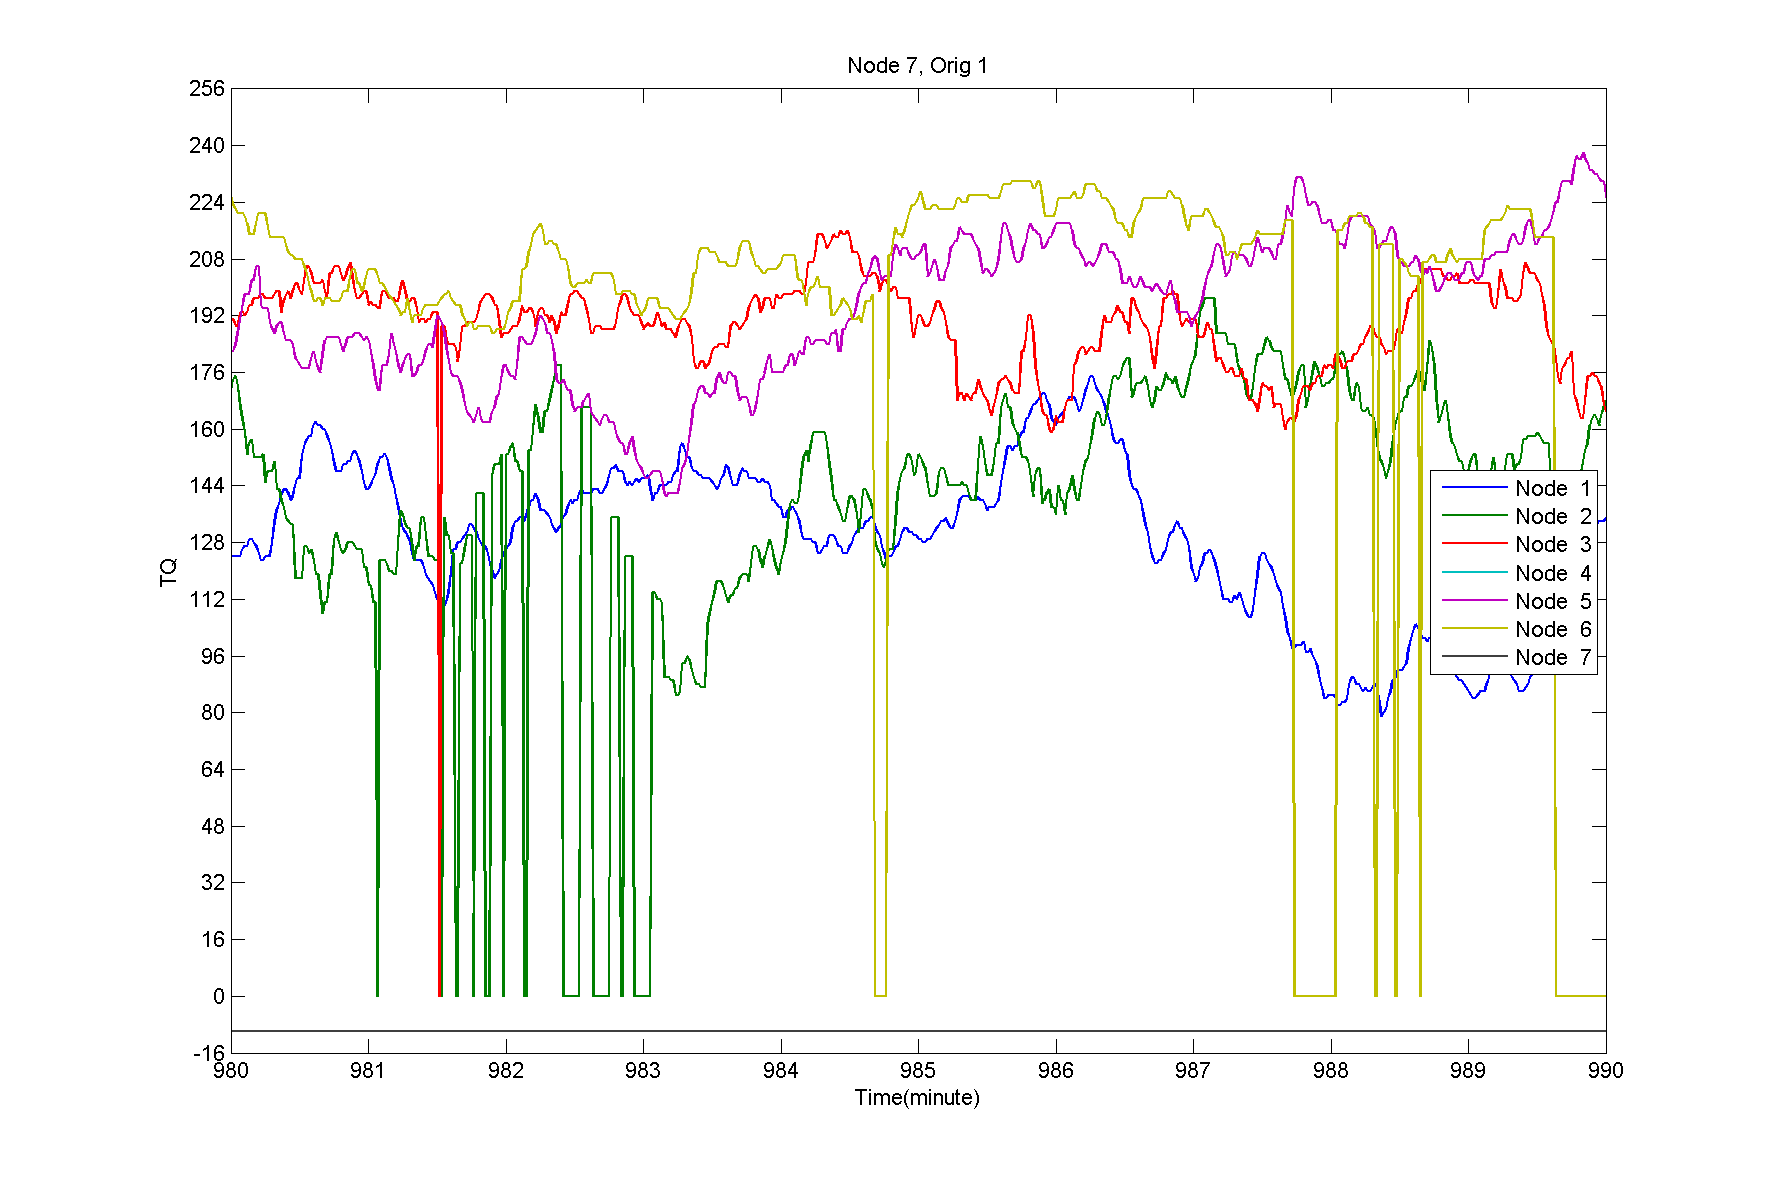 Node 7, Orig 1
256
240
224
208
192
176
160
144
128
112
96
80
64
48
32
16
0
-16
TQ
Node 1
Node 2
Node 3
Node 4
Node 5
Node 6
Node 7
980 981 982 983 984 985 986 987 988 989 990
Time(minute)